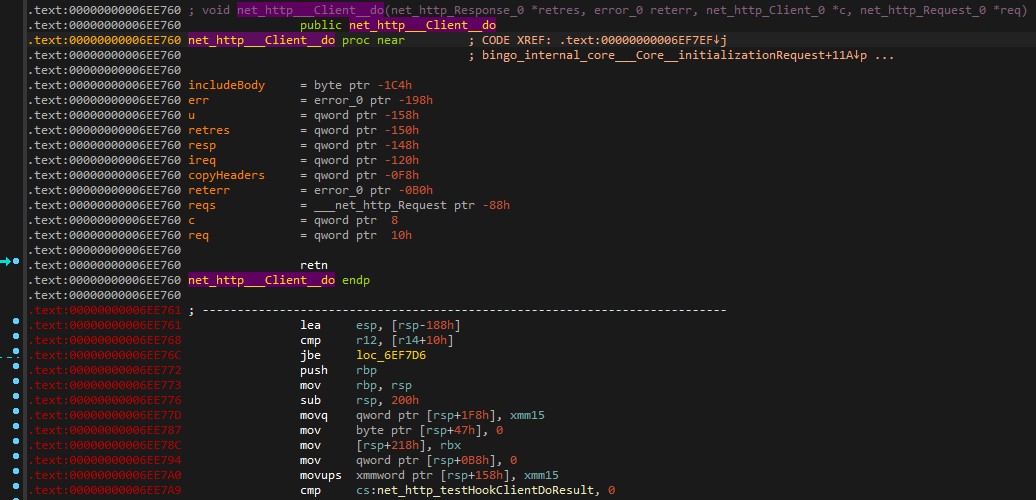 .text:00000000006EE760 ; void net_http___Client__do(net_http_Response_0 *retres, error_0 reterr, net_http_Client_0 *c, net_http_Request_0 *req)
.text:00000000006EE760 public net_http___Client__do
.text:00000000006EE760 net_http___Client__do proc near ; CODE XREF: .text:00000000006EF7EF↓j
.text:00000000006EE760 ; bingo_internal_core___Core__initializationRequest+11A↓p ...
.text:00000000006EE760
.text:00000000006EE760 includeBody = byte ptr -1C4h
.text:00000000006EE760 err = error_0 ptr -198h
.text:00000000006EE760 u = qword ptr -158h
.text:00000000006EE760 retres = qword ptr -150h
.text:00000000006EE760 resp = qword ptr -148h
.text:00000000006EE760 ireq = qword ptr -120h
.text:00000000006EE760 copyHeaders = qword ptr -0F8h
.text:00000000006EE760 reterr = error_0 ptr -0B0h
.text:00000000006EE760 reqs = ___net_http_Request ptr -88h
.text:00000000006EE760 c = qword ptr 8
.text:00000000006EE760 req = qword ptr 10h
.text:00000000006EE760
.text:00000000006EE760 retn
.text:00000000006EE760 net_http___Client__do endp
.text:00000000006EE760
.text:00000000006EE761 ; ---------------------------------------------------------------------------
.text:00000000006EE761 lea esp, [rsp-188h]
.text:00000000006EE768 cmp r12, [r14+10h]
.text:00000000006EE76C jbe loc_6EF7D6
.text:00000000006EE772 push rbp
.text:00000000006EE773 mov rbp, rsp
.text:00000000006EE776 sub rsp, 200h
.text:00000000006EE77D movq qword ptr [rsp+1F8h], xmm15
.text:00000000006EE787 mov byte ptr [rsp+47h], 0
.text:00000000006EE78C mov [rsp+218h], rbx
.text:00000000006EE794 mov qword ptr [rsp+0B8h], 0
.text:00000000006EE7A0 movups xmmword ptr [rsp+158h], xmm15
.text:00000000006EE7A9 cmp cs:net_http_testHookClientDoResult, 0